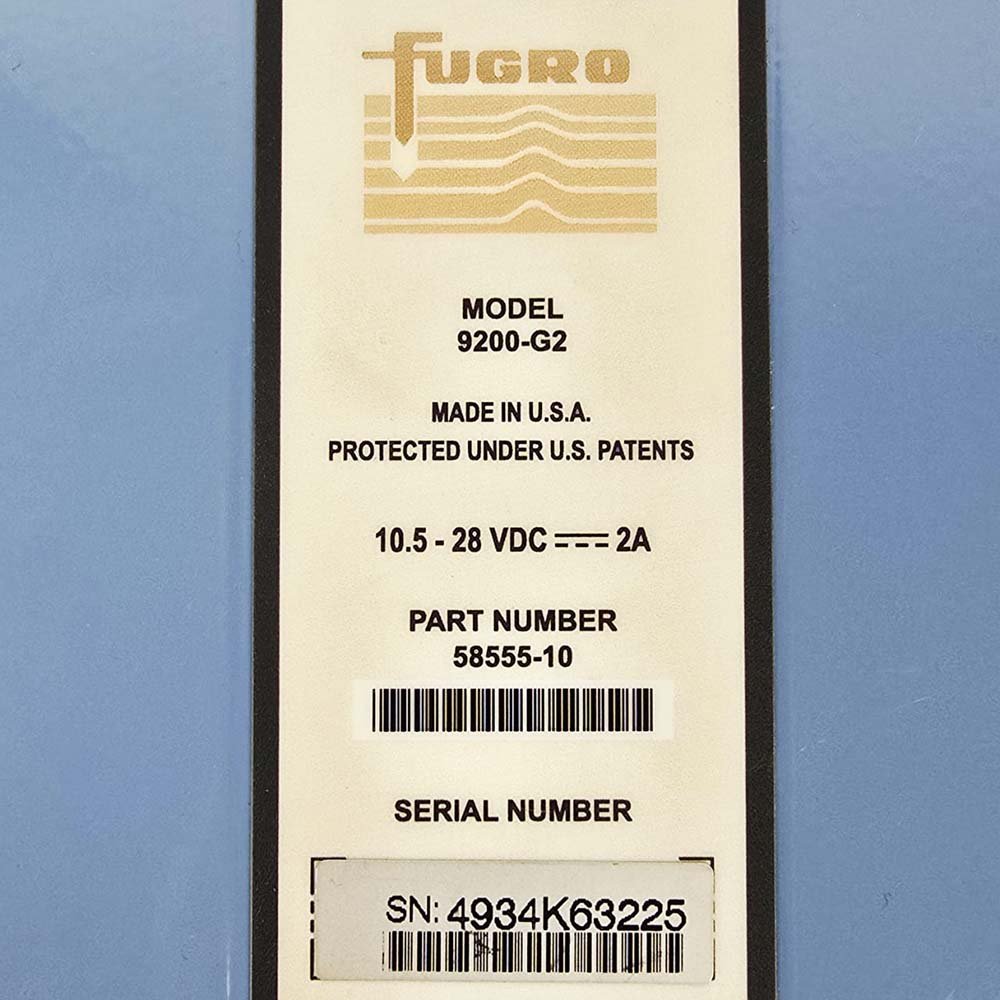 fUGRO
MODEL
9200-G2
MADE IN U.S.A.
PROTECTED UNDER U.S. PATENTS
10.5 - 28 VDC ⎓ 2A
PART NUMBER
58555-10
SERIAL NUMBER
SN: 4934K63225